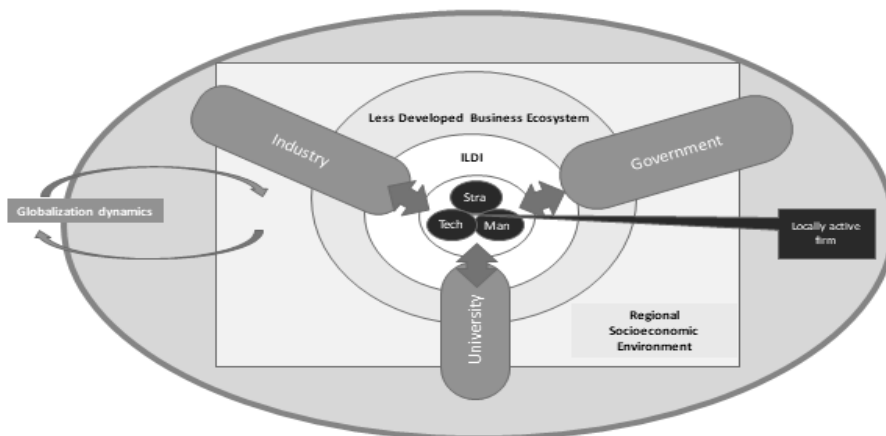 Less Developed Business Ecosystem
Industry
Government
ILDI
Stra
Tech
Man
Globalization dynamics
Locally active
firm
University
Regional
Socioeconomic
Environment